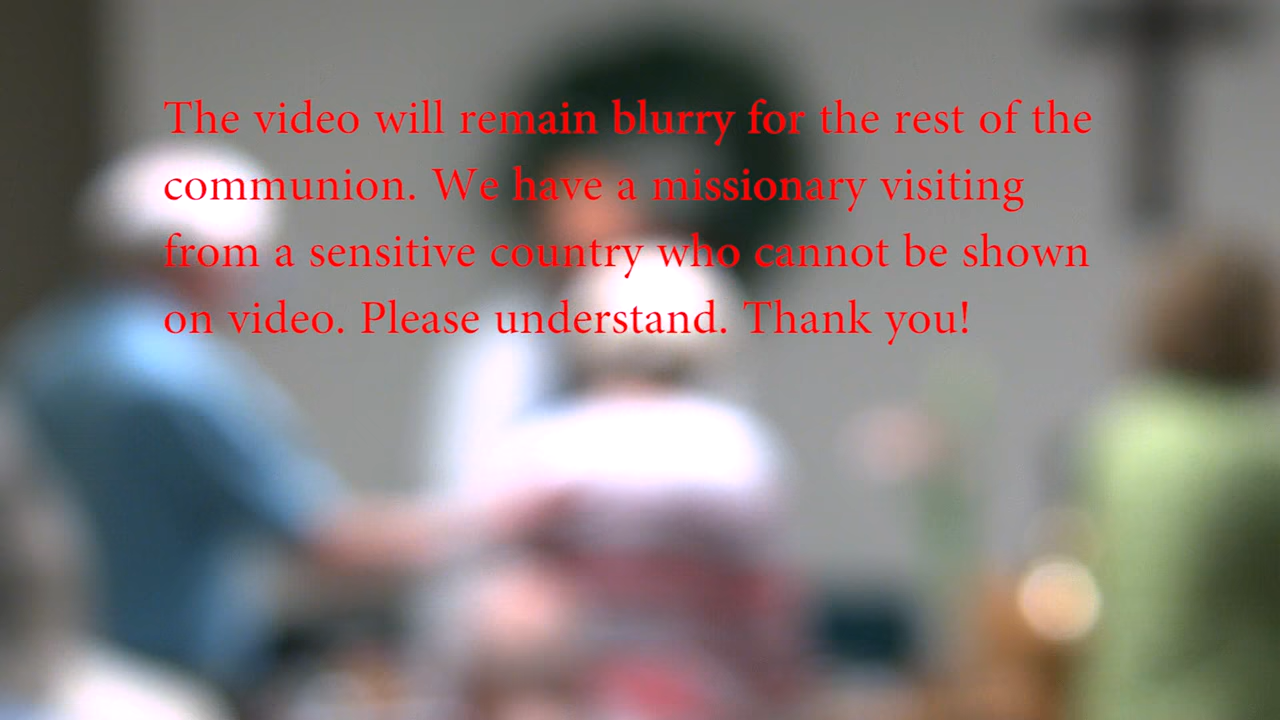 The video will remain blurry for the rest of the
communion. We have a missionary visiting
from a sensitive country who cannot be shown
on video. Please understand. Thank you!